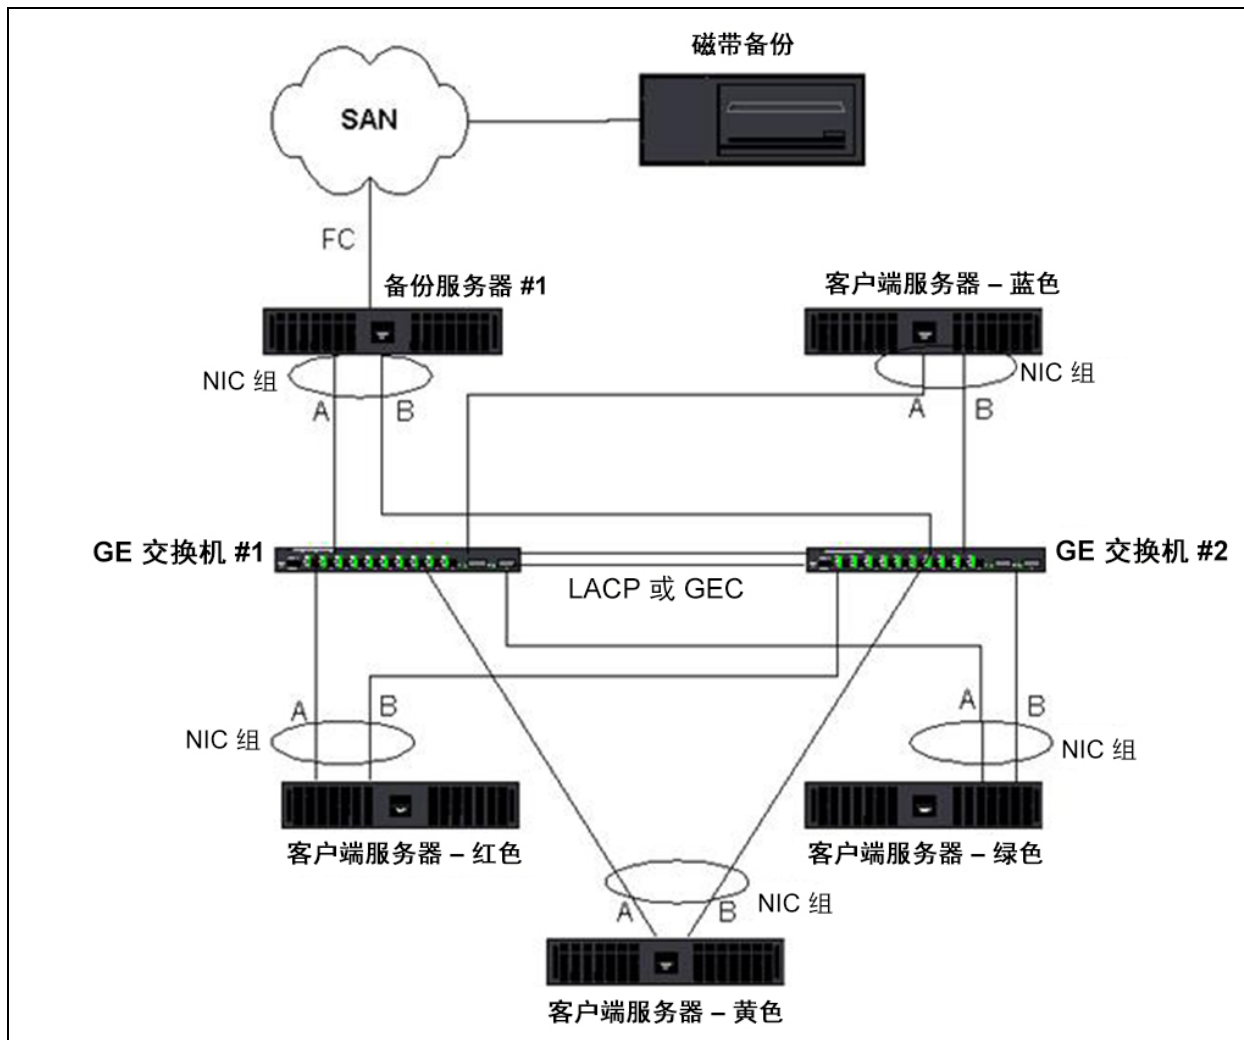 磁带备份
SAN
FC
备份服务器 #1
客户端服务器 – 蓝色
NIC 组
NIC 组
A
B
A
B
GE 交换机 #1
GE 交换机 #2
LACP 或 GEC
A
B
A
B
NIC 组
NIC 组
客户端服务器 – 红色
客户端服务器 – 绿色
A
B
NIC 组
客户端服务器 – 黄色